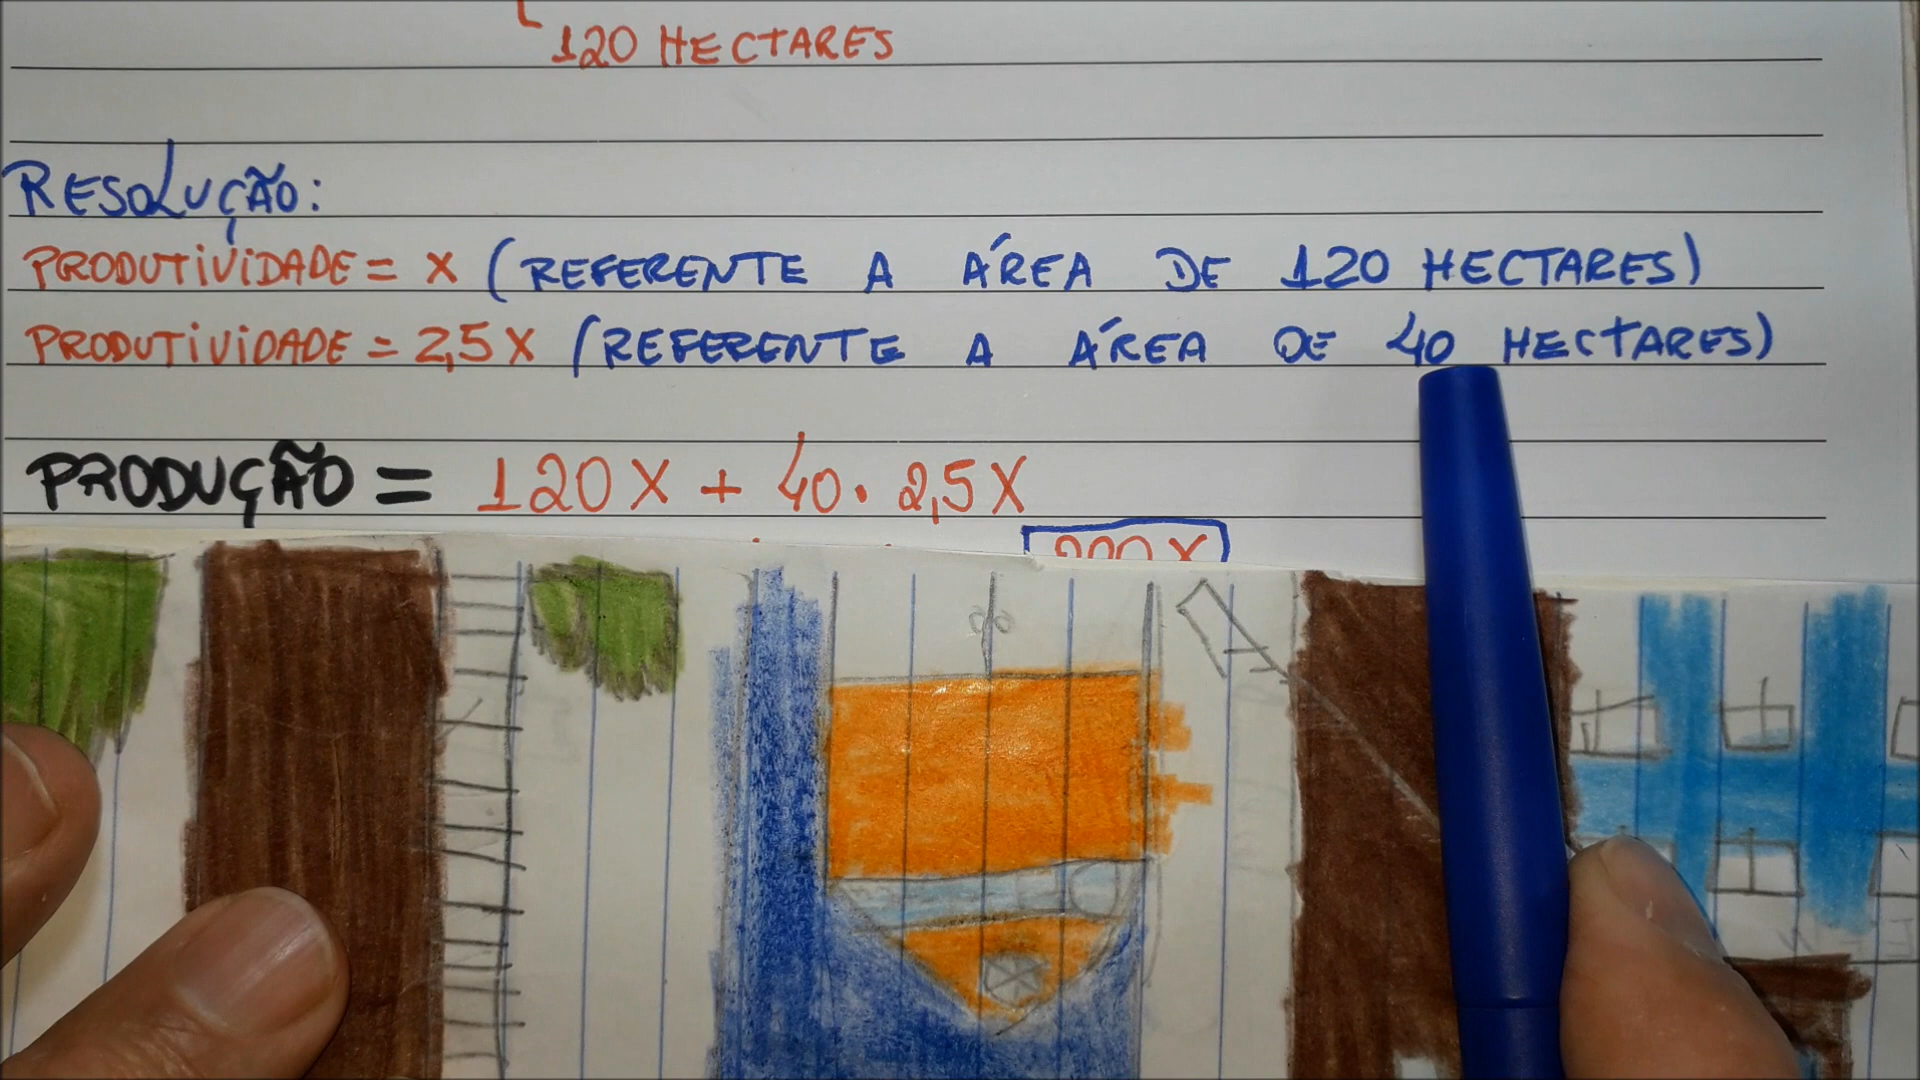 120 HECTARES
RESOLUÇÃO:
PRODUTIVIDADE = X (REFERENTE A ÁREA DE 120 HECTARES)
PRODUTIVIDADE = 2,5 X (REFERENTE A ÁREA DE 40 HECTARES)
PRODUÇÃO = 120 X + 40 . 2,5 X